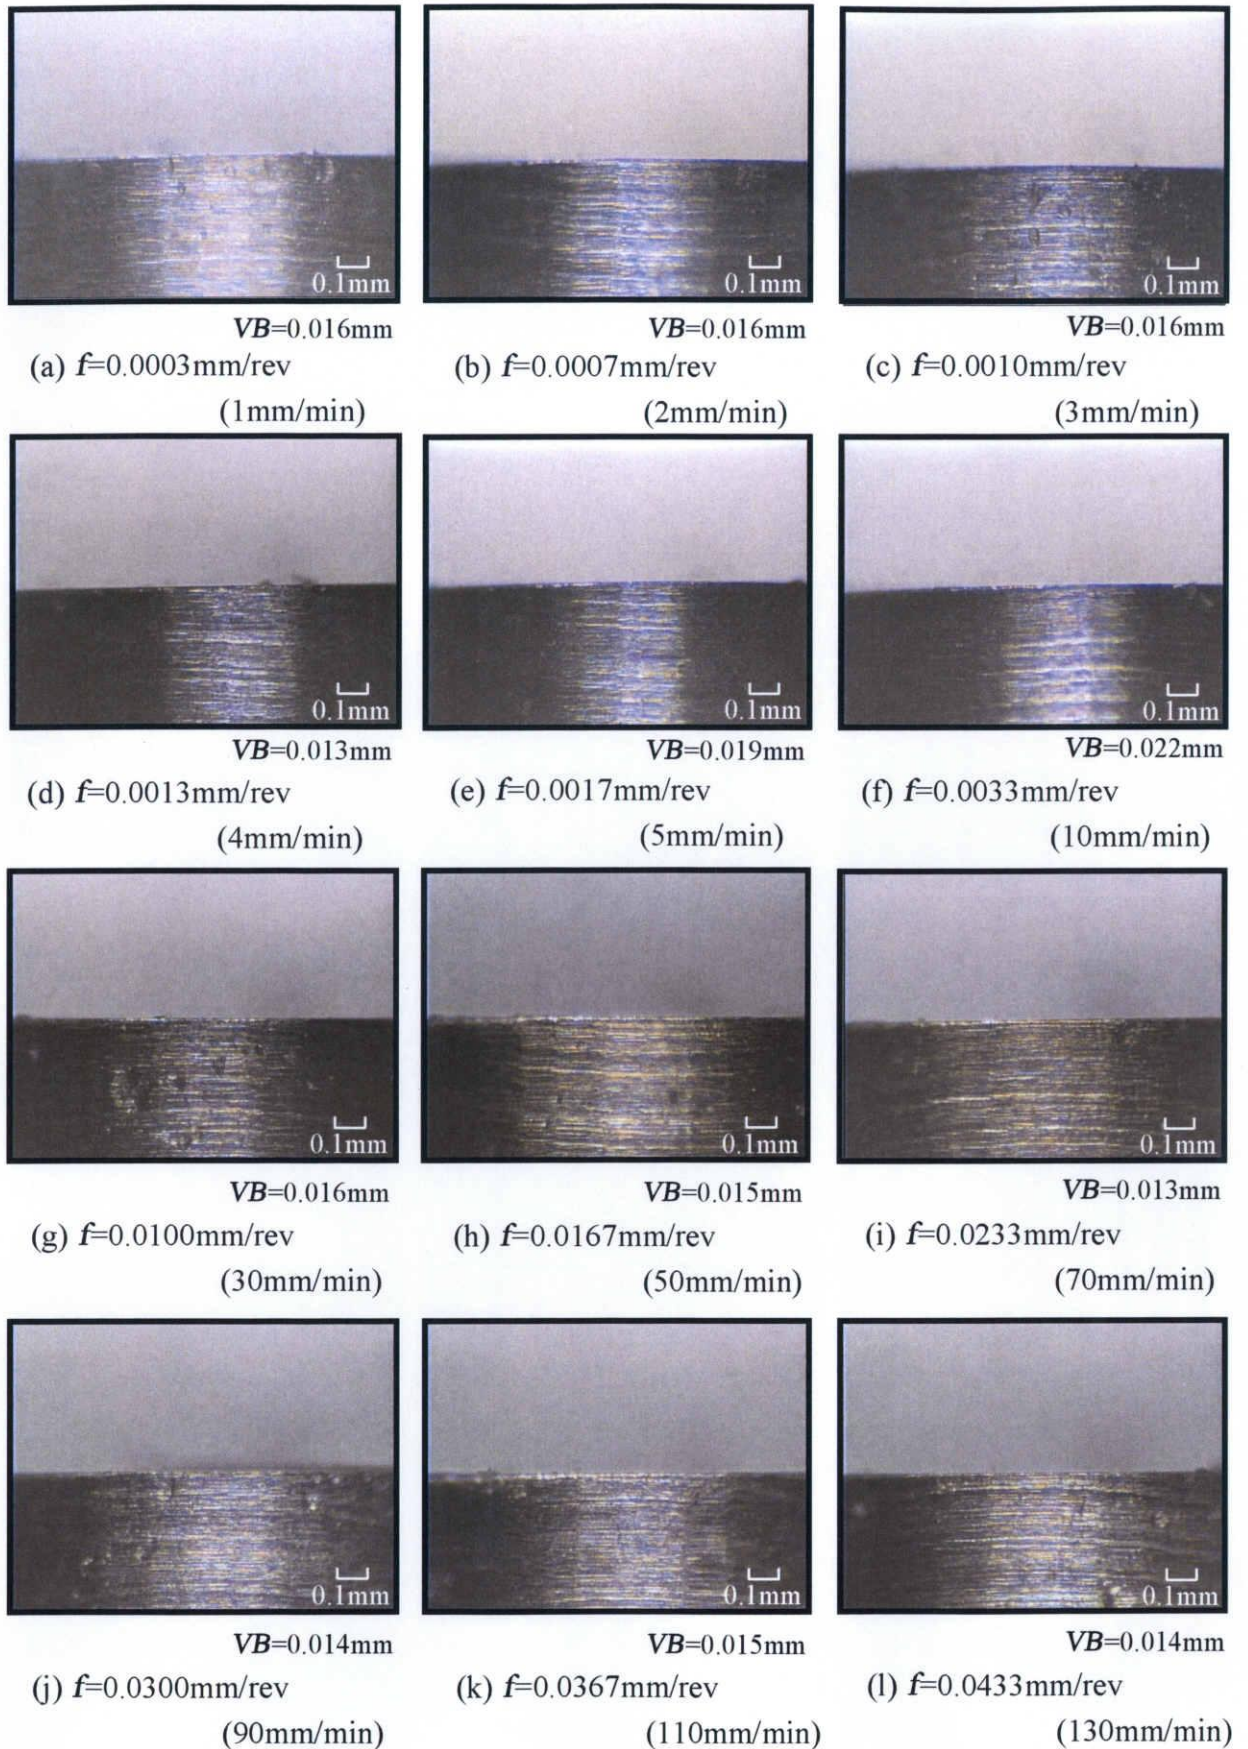 0.1mm 0.1mm 0.1mm
VB=0.016mm VB=0.016mm VB=0.016mm
(a) f=0.0003mm/rev (b) f=0.0007mm/rev (c) f=0.0010mm/rev
(1mm/min) (2mm/min) (3mm/min)
0.1mm 0.1mm 0.1mm
VB=0.013mm VB=0.019mm VB=0.022mm
(d) f=0.0013mm/rev (e) f=0.0017mm/rev (f) f=0.0033mm/rev
(4mm/min) (5mm/min) (10mm/min)
0.1mm 0.1mm 0.1mm
VB=0.016mm VB=0.015mm VB=0.013mm
(g) f=0.0100mm/rev (h) f=0.0167mm/rev (i) f=0.0233mm/rev
(30mm/min) (50mm/min) (70mm/min)
0.1mm 0.1mm 0.1mm
VB=0.014mm VB=0.015mm VB=0.014mm
(j) f=0.0300mm/rev (k) f=0.0367mm/rev (l) f=0.0433mm/rev
(90mm/min) (110mm/min) (130mm/min)